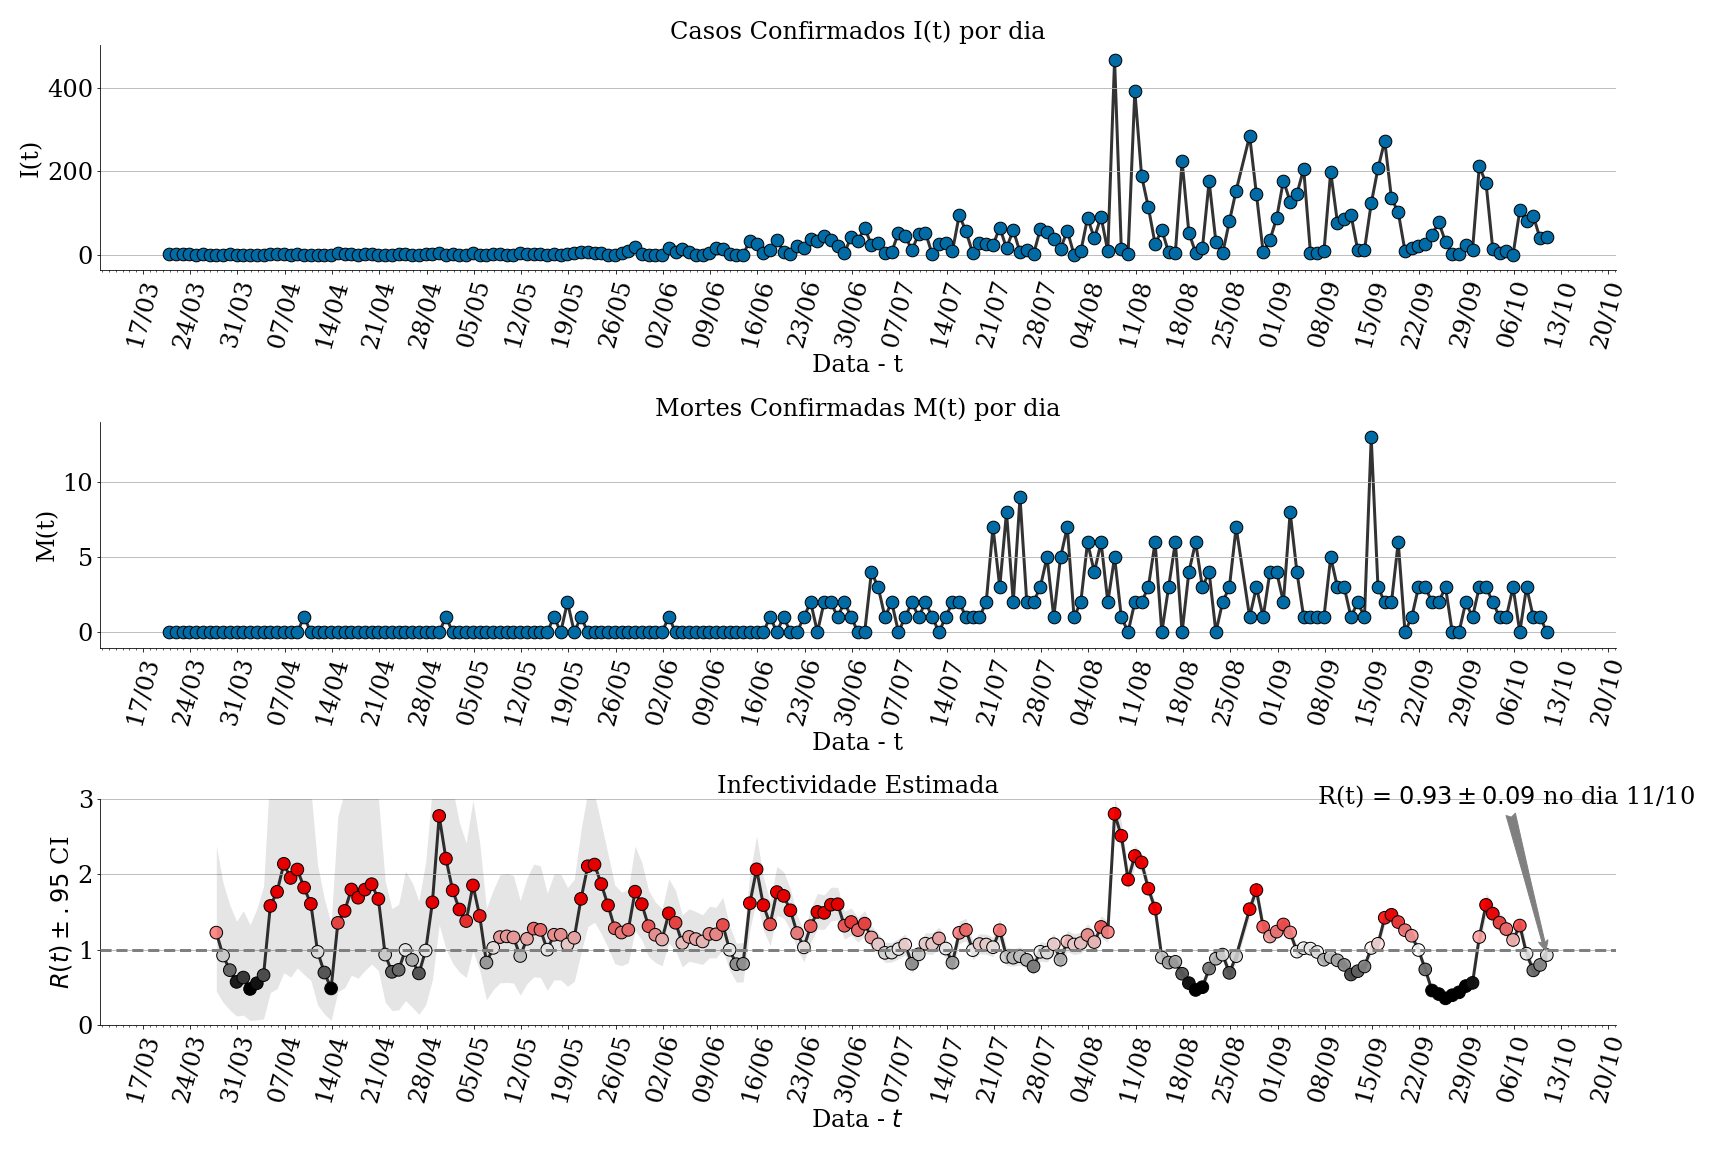 Casos Confirmados I(t) por dia
400
200
0
I(t)
17/03 24/03 31/03 07/04 14/04 21/04 28/04 05/05 12/05 19/05 26/05 02/06 09/06 16/06 23/06 30/06 07/07 14/07 21/07 28/07 04/08 11/08 18/08 25/08 01/09 08/09 15/09 22/09 29/09 06/10 13/10 20/10
Data - t
Mortes Confirmadas M(t) por dia
10
5
0
M(t)
17/03 24/03 31/03 07/04 14/04 21/04 28/04 05/05 12/05 19/05 26/05 02/06 09/06 16/06 23/06 30/06 07/07 14/07 21/07 28/07 04/08 11/08 18/08 25/08 01/09 08/09 15/09 22/09 29/09 06/10 13/10 20/10
Data - t
Infectividade Estimada
R(t) = 0.93 ± 0.09 no dia 11/10
3
2
1
0
R(t) ± .95 CI
17/03 24/03 31/03 07/04 14/04 21/04 28/04 05/05 12/05 19/05 26/05 02/06 09/06 16/06 23/06 30/06 07/07 14/07 21/07 28/07 04/08 11/08 18/08 25/08 01/09 08/09 15/09 22/09 29/09 06/10 13/10 20/10
Data - t